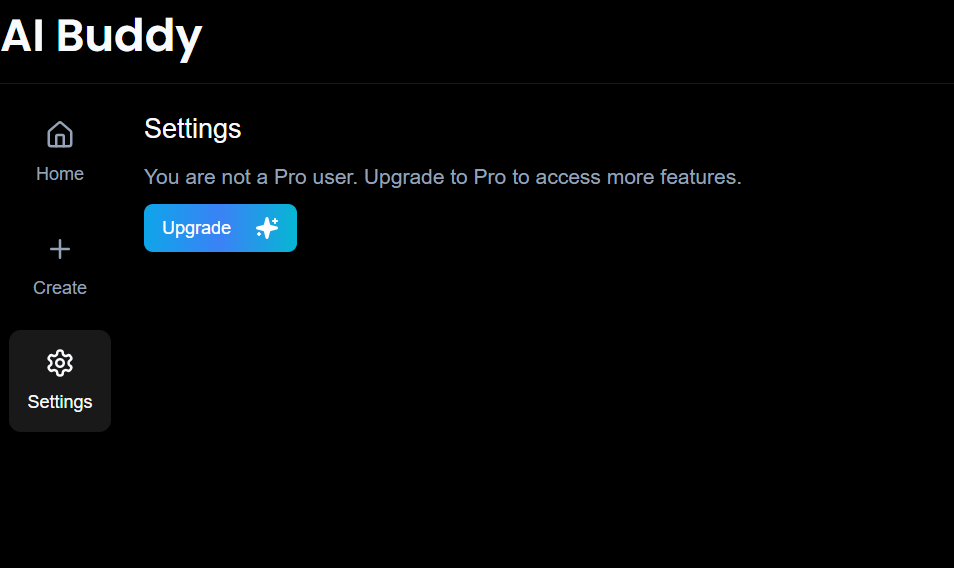 AI Buddy
Home
Create
Settings
Settings
You are not a Pro user. Upgrade to Pro to access more features.
Upgrade